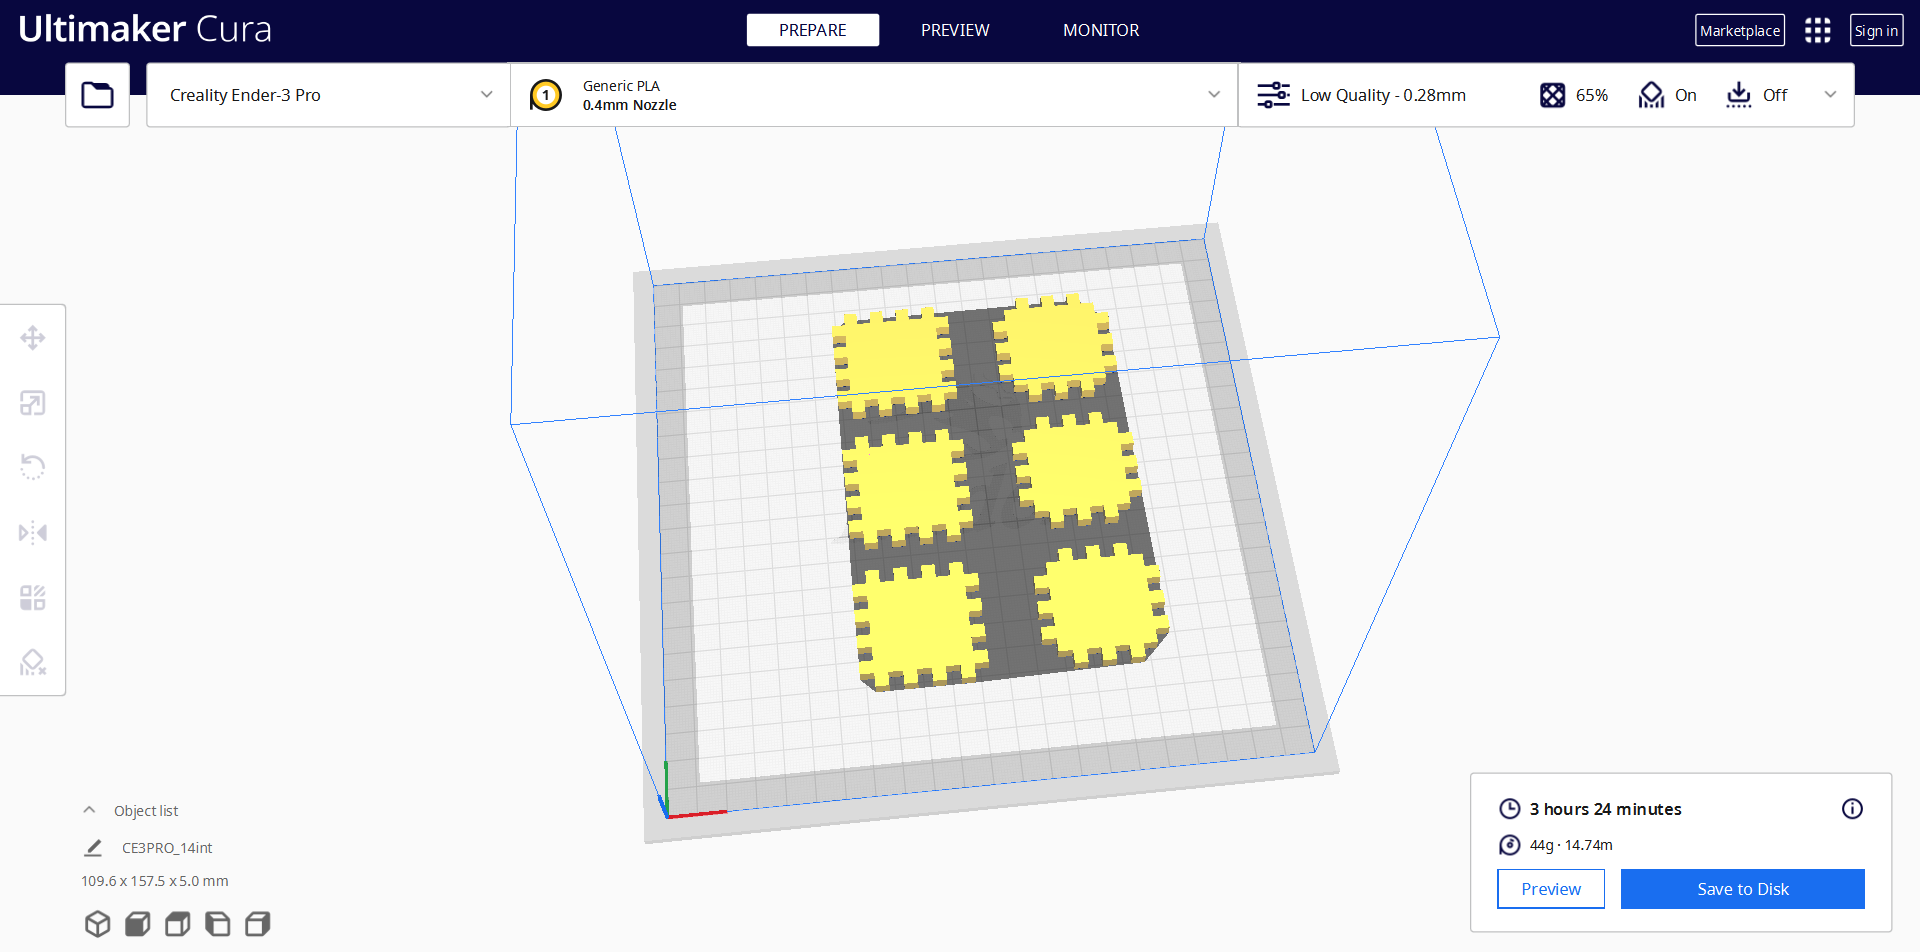 Ultimaker Cura
PREPARE
PREVIEW
MONITOR
Marketplace
Sign in
Creality Ender-3 Pro
1
Generic PLA
0.4mm Nozzle
Low Quality - 0.28mm
65%
On
Off
Object list
CE3PRO_14int
109.6 x 157.5 x 5.0 mm
3 hours 24 minutes
44g · 14.74m
Preview
Save to Disk